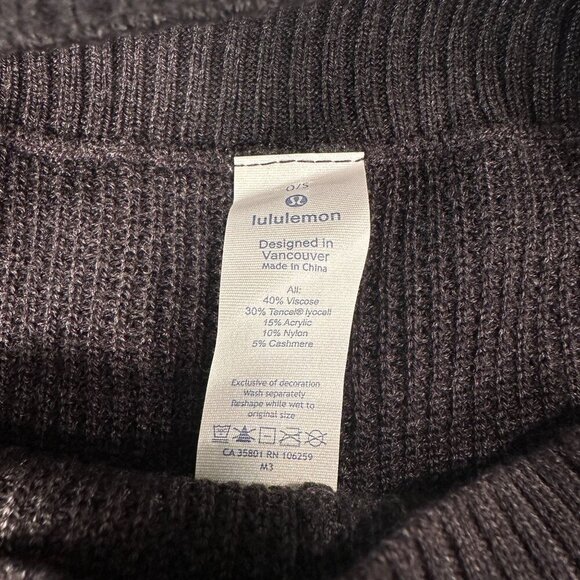 O/S
lululemon
Designed in
Vancouver
Made in China
All:
40% Viscose
30% Tencel® lyocell
15% Acrylic
10% Nylon
5% Cashmere
Exclusive of decoration
Wash separately
Reshape while wet to
original size
CA 35801 RN 106259
M3